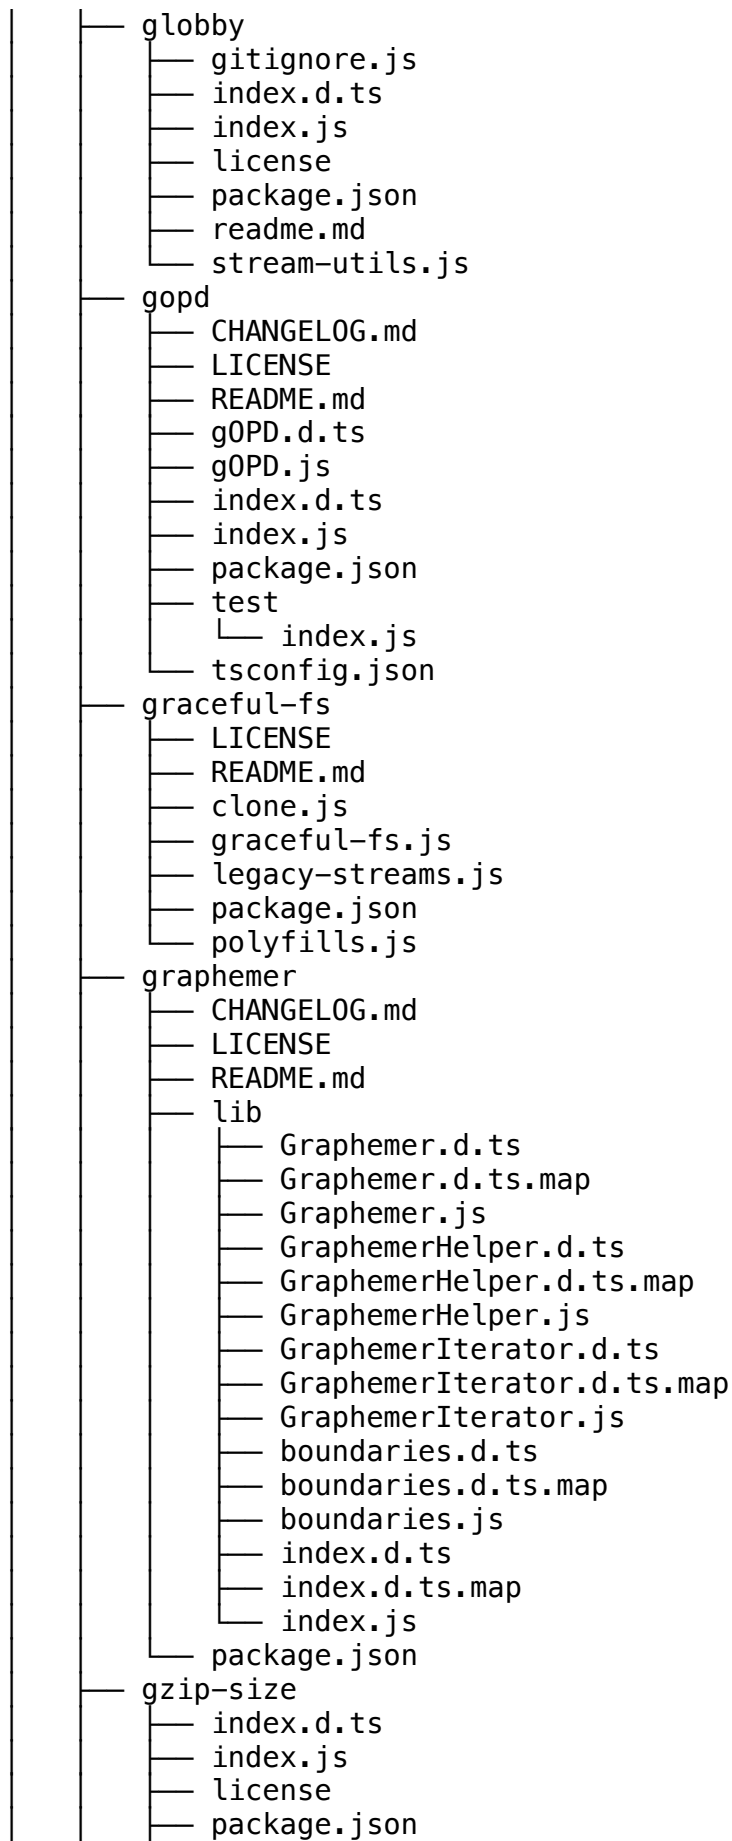 globby
gitignore.js
index.d.ts
index.js
license
package.json
readme.md
stream-utils.js
gopd
CHANGELOG.md
LICENSE
README.md
gOPD.d.ts
gOPD.js
index.d.ts
index.js
package.json
test
index.js
tsconfig.json
graceful-fs
LICENSE
README.md
clone.js
graceful-fs.js
legacy-streams.js
package.json
polyfills.js
graphemer
CHANGELOG.md
LICENSE
README.md
lib
Graphemer.d.ts
Graphemer.d.ts.map
Graphemer.js
GraphemerHelper.d.ts
GraphemerHelper.d.ts.map
GraphemerHelper.js
GraphemerIterator.d.ts
GraphemerIterator.d.ts.map
GraphemerIterator.js
boundaries.d.ts
boundaries.d.ts.map
boundaries.js
index.d.ts
index.d.ts.map
index.js
package.json
gzip-size
index.d.ts
index.js
license
package.json